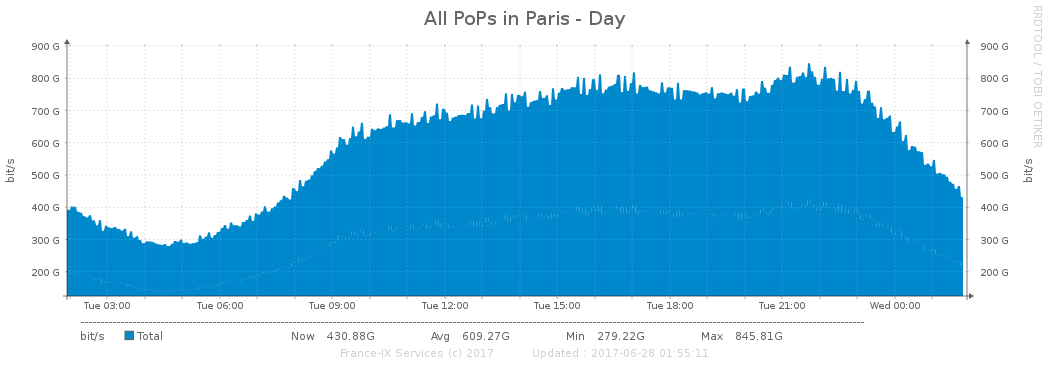 All PoPs in Paris - Day
RRDTOOL / TOBI OETIKER
900 G 900 G
800 G 800 G
700 G 700 G
600 G 600 G
500 G 500 G
400 G 400 G
300 G 300 G
200 G 200 G
bit/s
bit/s
Tue 03:00 Tue 06:00 Tue 09:00 Tue 12:00 Tue 15:00 Tue 18:00 Tue 21:00 Wed 00:00
bit/s Total Now 430.88G Avg 609.27G Min 279.22G Max 845.81G
France-IX Services (c) 2017 Updated : 2017-06-28 01:55:11